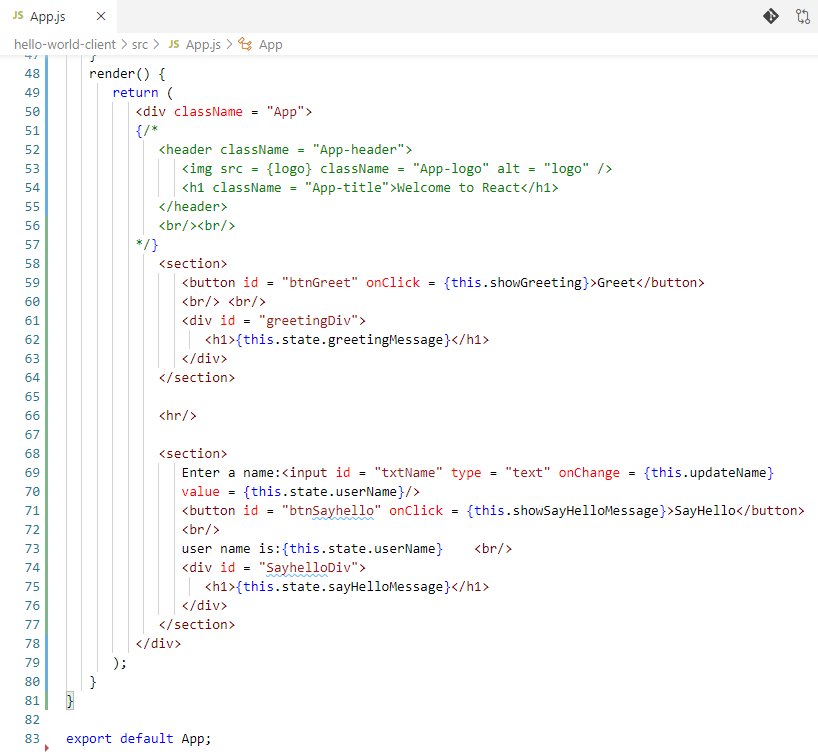 JS App.js ×
hello-world-client > src > JS App.js > App
47 }
48 render() {
49 return (
50 <div className = "App">
51 {/*
52 <header className = "App-header">
53 <img src = {logo} className = "App-logo" alt = "logo" />
54 <h1 className = "App-title">Welcome to React</h1>
55 </header>
56 <br/><br/>
57 */}
58 <section>
59 <button id = "btnGreet" onClick = {this.showGreeting}>Greet</button>
60 <br/> <br/>
61 <div id = "greetingDiv">
62 <h1>{this.state.greetingMessage}</h1>
63 </div>
64 </section>
65
66 <hr/>
67
68 <section>
69 Enter a name:<input id = "txtName" type = "text" onChange = {this.updateName}
70 value = {this.state.userName}/>
71 <button id = "btnSayhello" onClick = {this.showSayHelloMessage}>SayHello</button>
72 <br/>
73 user name is:{this.state.userName} <br/>
74 <div id = "SayhelloDiv">
75 <h1>{this.state.sayHelloMessage}</h1>
76 </div>
77 </section>
78 </div>
79 );
80 }
81 }
82
83 export default App;